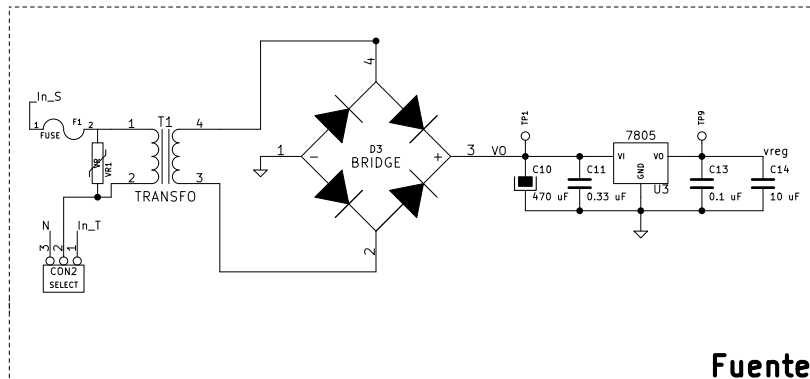 In_S
1 F1 2
FUSE
VR
VR1
T1
1 4
2 3
TRANSFO
N In_T
3 2 1
CON2
SELECT
4
1 - D3 + 3 VO
BRIDGE
2
TP1
C10
470 uF
C11
0.33 uF
7805
VI VO
GND
U3
TP9
vreg
C13
0.1 uF
C14
10 uF
Fuente